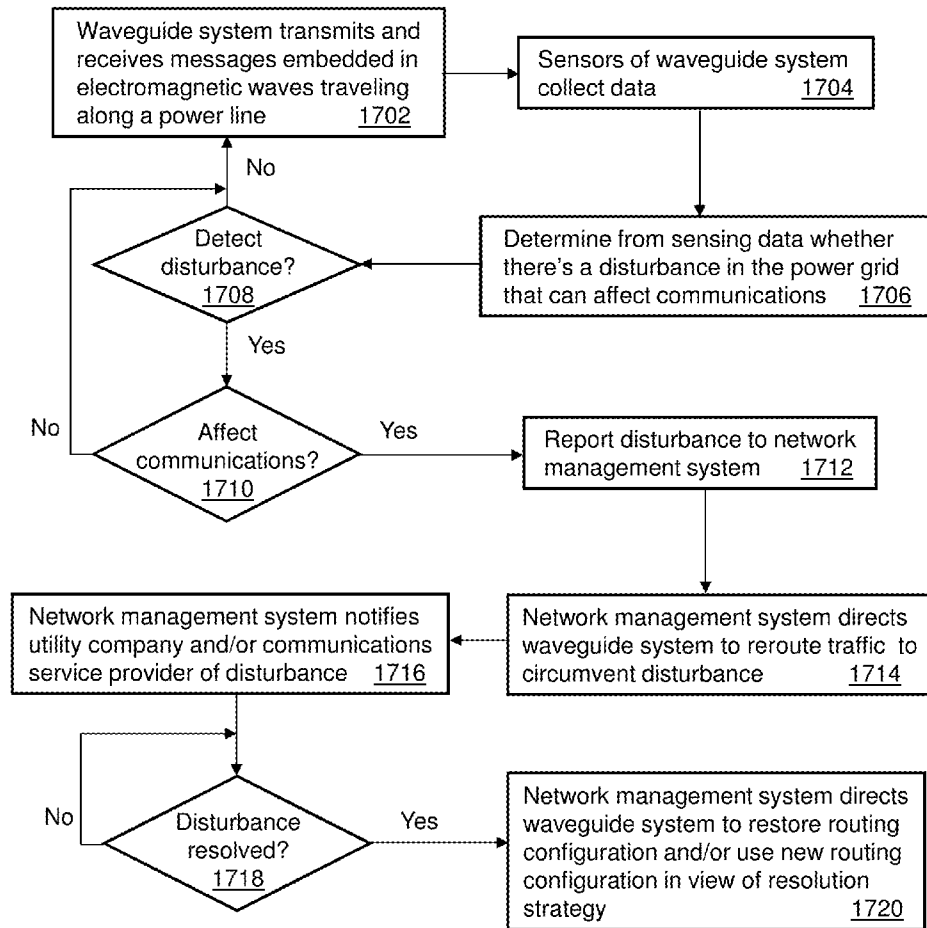 Waveguide system transmits and
receives messages embedded in
electromagnetic waves traveling
along a power line 1702
Sensors of waveguide system
collect data 1704
No
Detect
disturbance?
1708
Determine from sensing data whether
there's a disturbance in the power grid
that can affect communications 1706
Yes
No
Affect
communications?
1710
Yes
Report disturbance to network
management system 1712
Network management system notifies
utility company and/or communications
service provider of disturbance 1716
Network management system directs
waveguide system to reroute traffic to
circumvent disturbance 1714
No
Disturbance
resolved?
1718
Yes
Network management system directs
waveguide system to restore routing
configuration and/or use new routing
configuration in view of resolution
strategy 1720